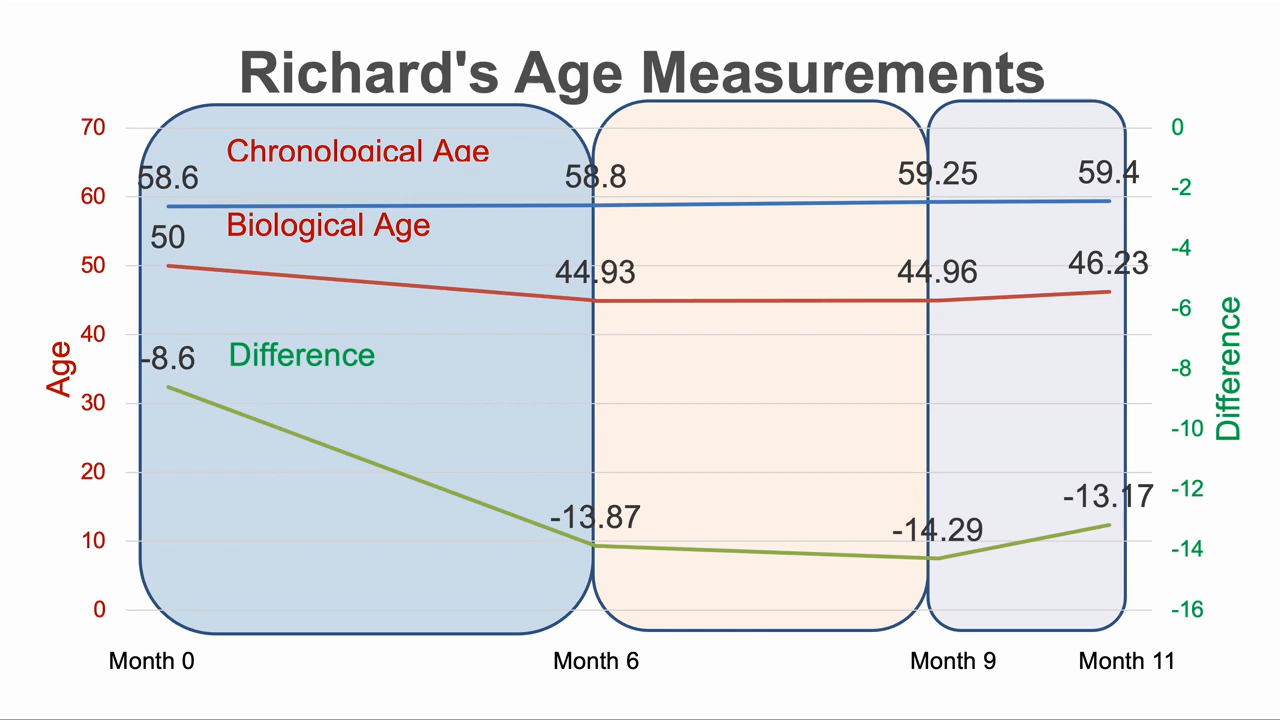 Richard's Age Measurements
70
60
50
40
30
20
10
0
Age
Chronological Age
58.6
58.8
59.25
59.4
Biological Age
50
44.93
44.96
46.23
Difference
-8.6
-13.87
-14.29
-13.17
0
-2
-4
-6
-8
-10
-12
-14
-16
Difference
Month 0
Month 6
Month 9
Month 11